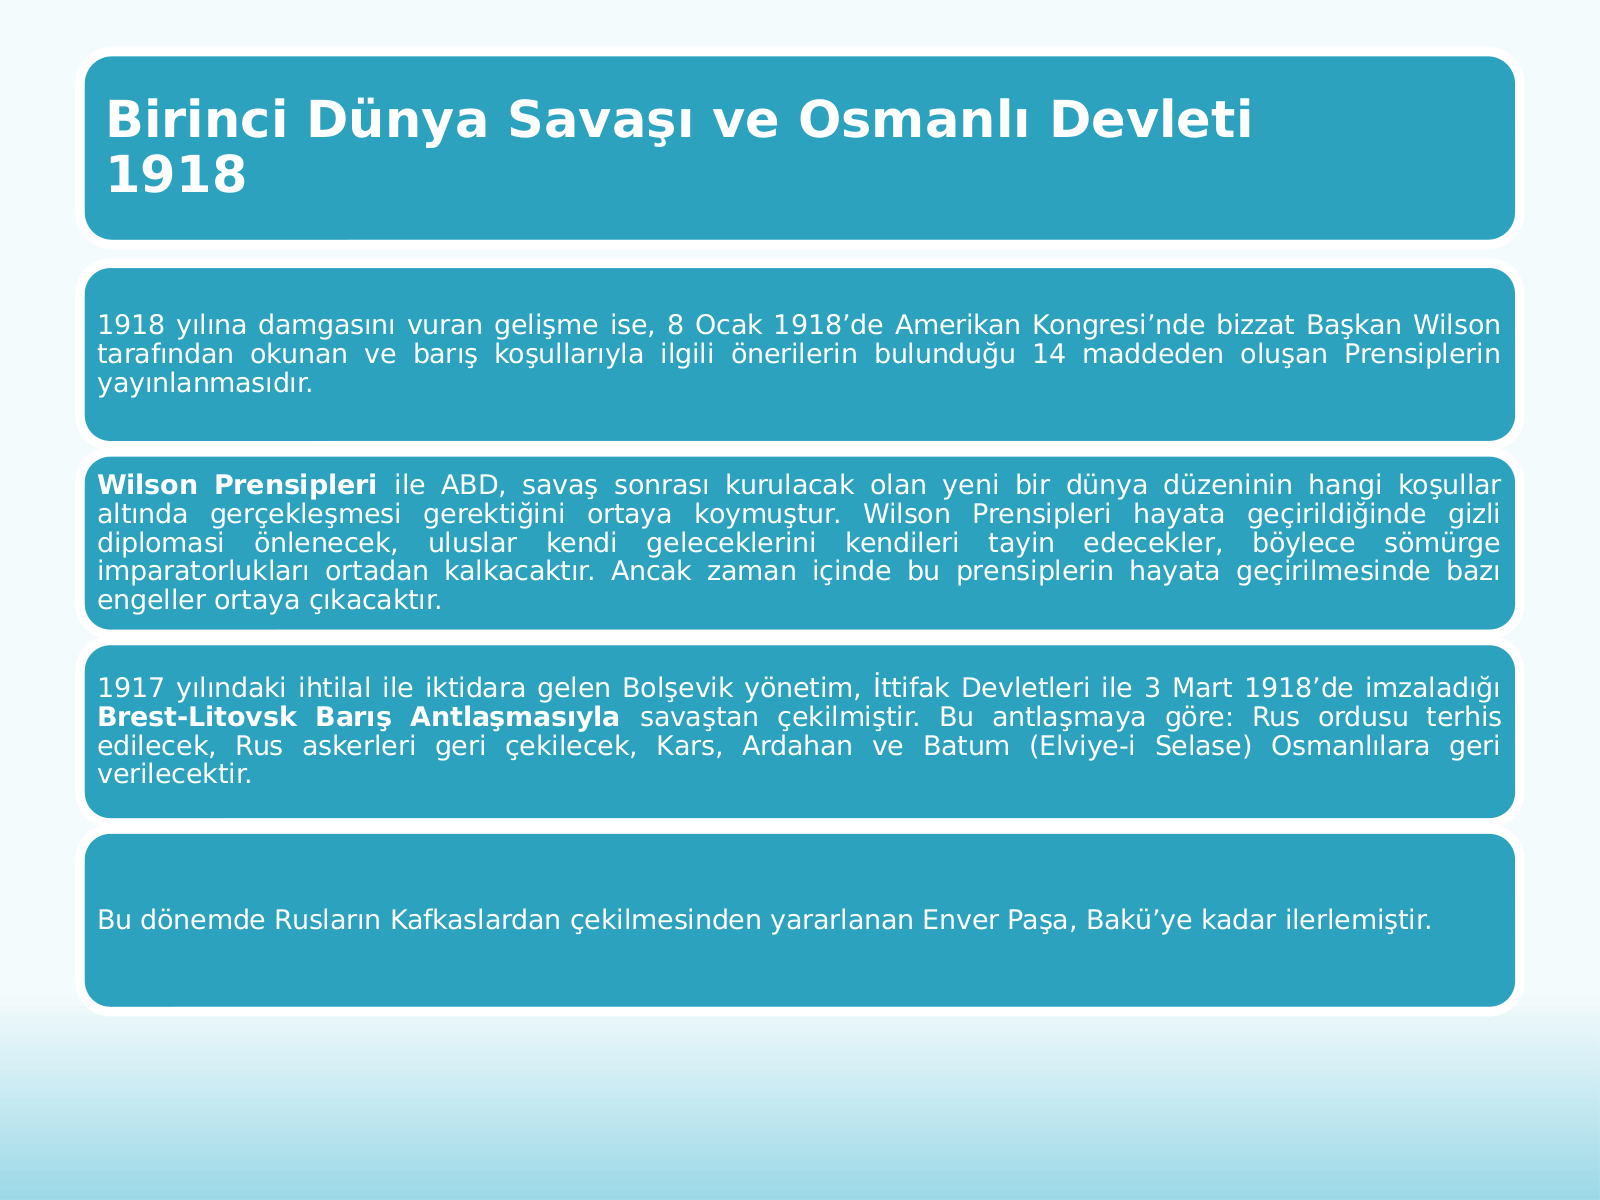 Birinci Dünya Savaşı ve Osmanlı Devleti
1918
1918 yılına damgasını vuran gelişme ise, 8 Ocak 1918’de Amerikan Kongresi’nde bizzat Başkan Wilson
tarafından okunan ve barış koşullarıyla ilgili önerilerin bulunduğu 14 maddeden oluşan Prensiplerin
yayınlanmasıdır.
Wilson Prensipleri ile ABD, savaş sonrası kurulacak olan yeni bir dünya düzeninin hangi koşullar
altında gerçekleşmesi gerektiğini ortaya koymuştur. Wilson Prensipleri hayata geçirildiğinde gizli
diplomasi önlenecek, uluslar kendi geleceklerini kendileri tayin edecekler, böylece sömürge
imparatorlukları ortadan kalkacaktır. Ancak zaman içinde bu prensiplerin hayata geçirilmesinde bazı
engeller ortaya çıkacaktır.
1917 yılındaki ihtilal ile iktidara gelen Bolşevik yönetim, İttifak Devletleri ile 3 Mart 1918’de imzaladığı
Brest-Litovsk Barış Antlaşmasıyla savaştan çekilmiştir. Bu antlaşmaya göre: Rus ordusu terhis
edilecek, Rus askerleri geri çekilecek, Kars, Ardahan ve Batum (Elviye-i Selase) Osmanlılara geri
verilecektir.
Bu dönemde Rusların Kafkaslardan çekilmesinden yararlanan Enver Paşa, Bakü’ye kadar ilerlemiştir.